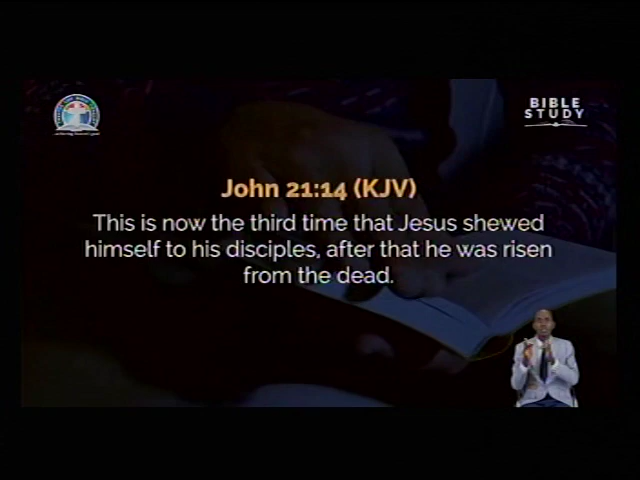 BIBLE
STUDY
John 21:14 (KJV)
This is now the third time that Jesus shewed
himself to his disciples, after that he was risen
from the dead.